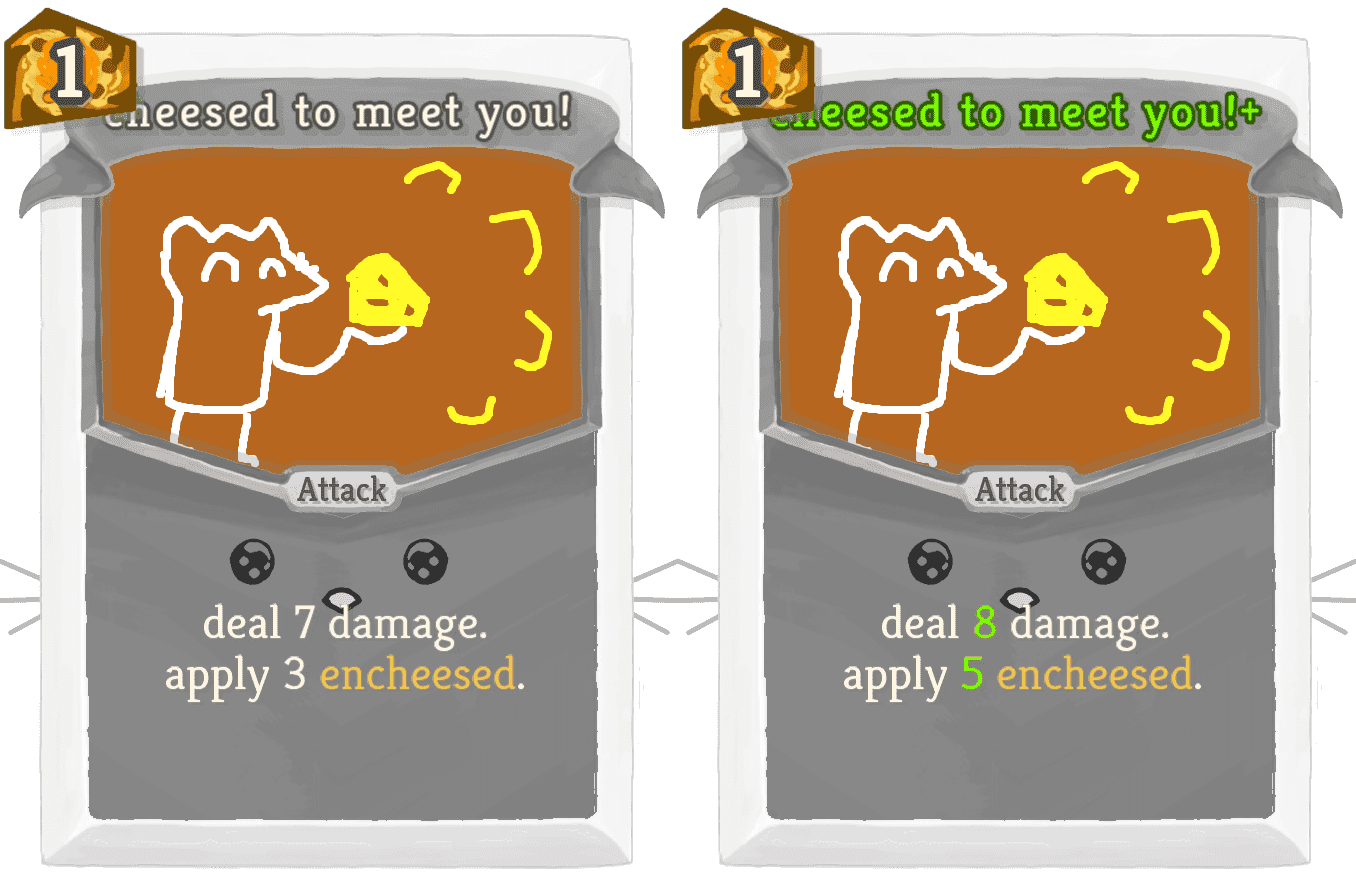 1
cheesed to meet you!
Attack
deal 7 damage.
apply 3 encheesed.
1
cheesed to meet you!+
Attack
deal 8 damage.
apply 5 encheesed.